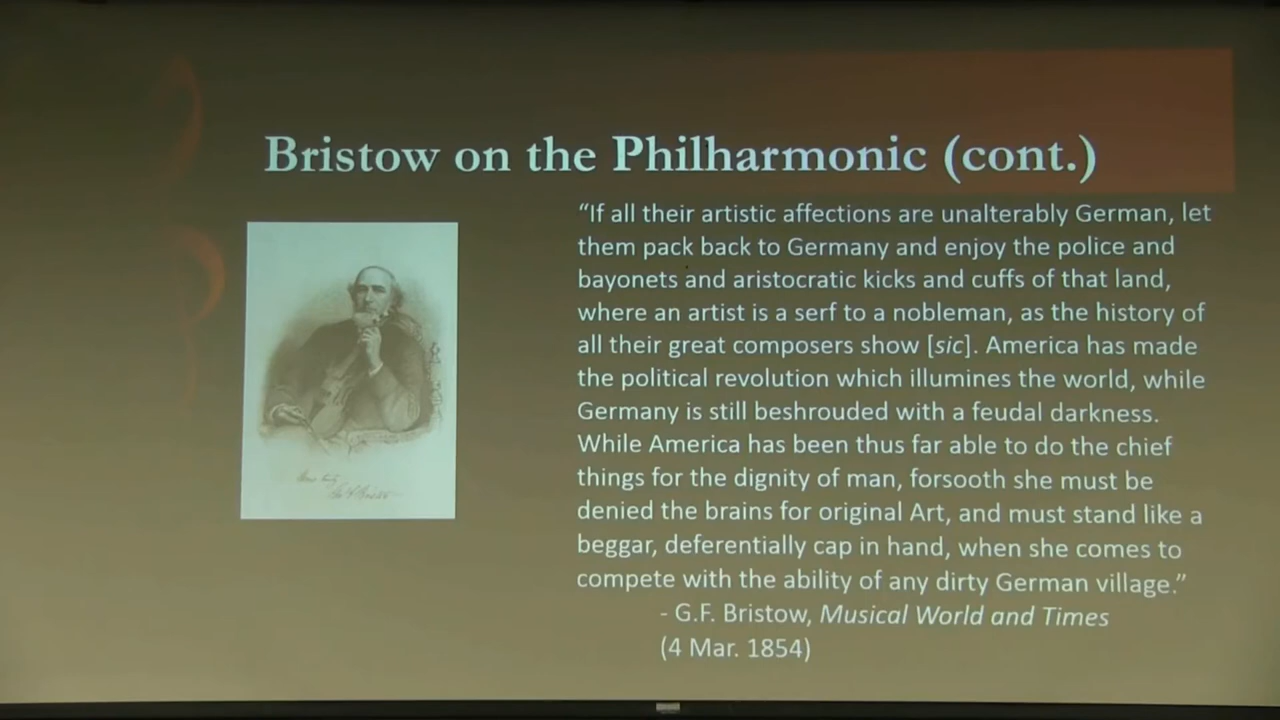 Bristow on the Philharmonic (cont.)
“If all their artistic affections are unalterably German, let
them pack back to Germany and enjoy the police and
bayonets and aristocratic kicks and cuffs of that land,
where an artist is a serf to a nobleman, as the history of
all their great composers show [sic]. America has made
the political revolution which illumines the world, while
Germany is still beshrouded with a feudal darkness.
While America has been thus far able to do the chief
things for the dignity of man, forsooth she must be
denied the brains for original Art, and must stand like a
beggar, deferentially cap in hand, when she comes to
compete with the ability of any dirty German village.”
- G.F. Bristow, Musical World and Times
(4 Mar. 1854)